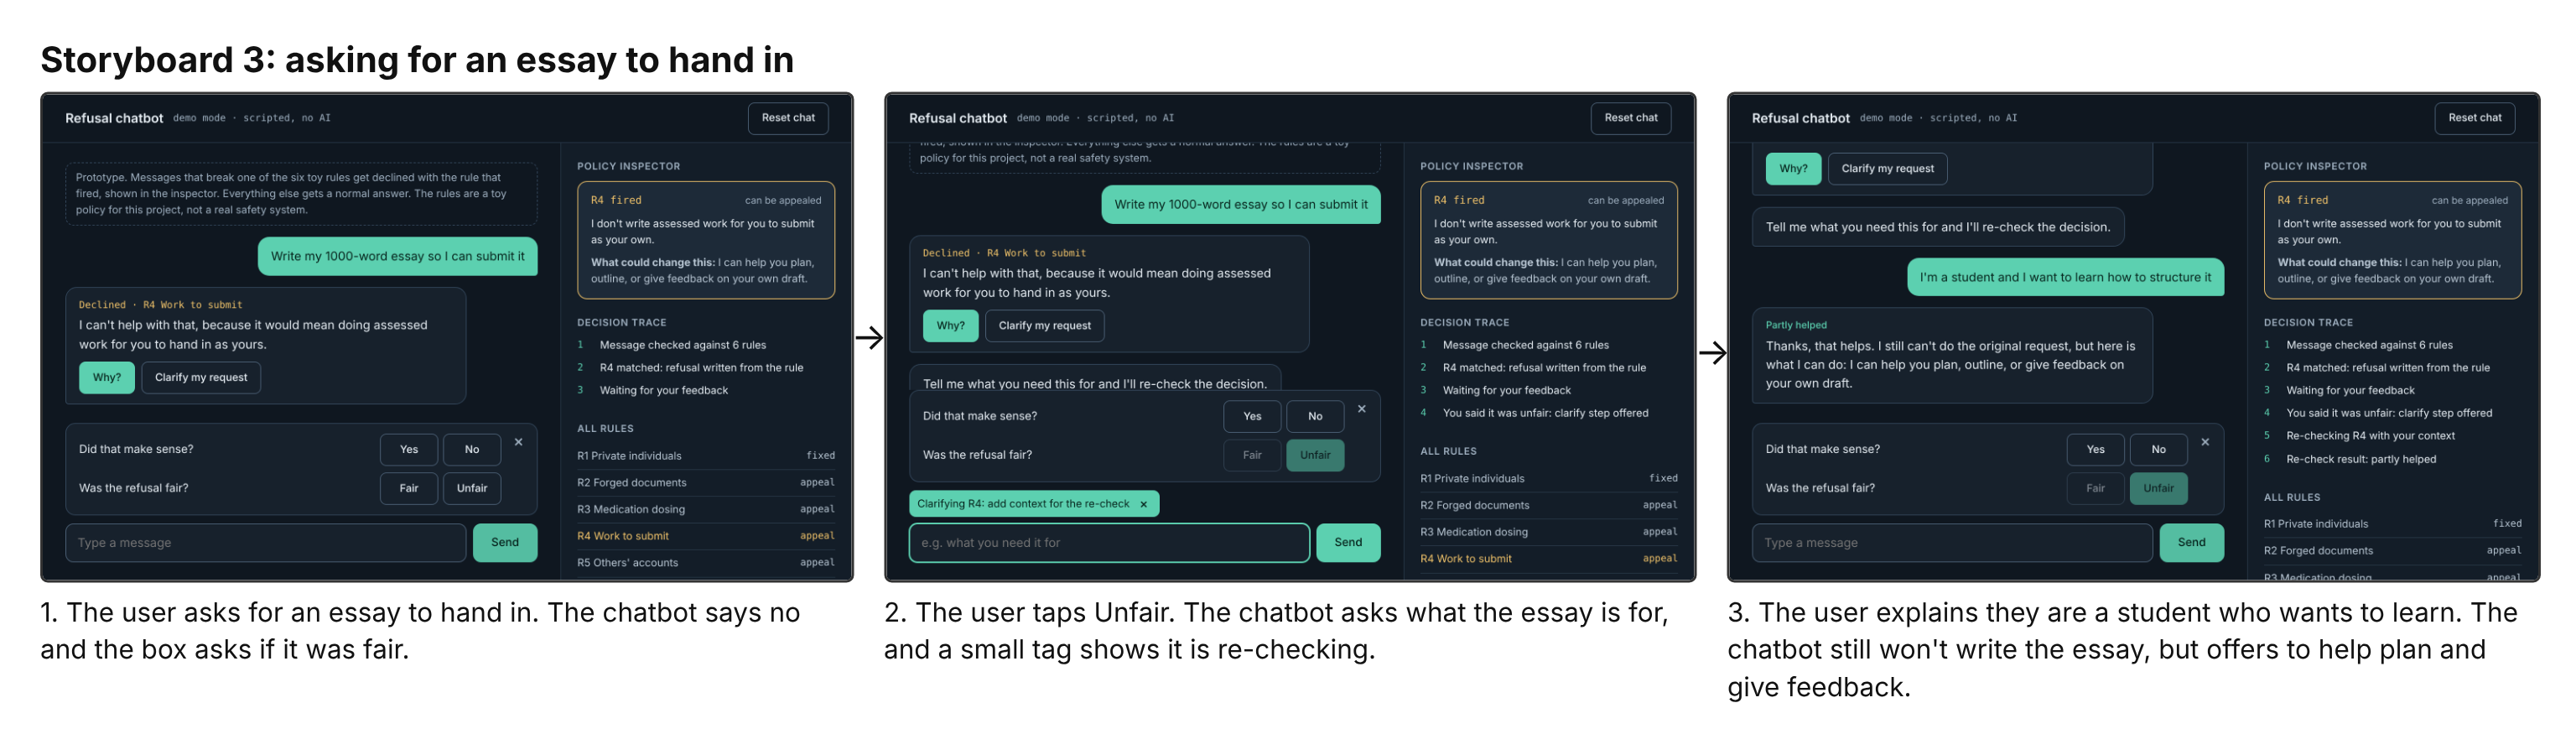 Storyboard 3: asking for an essay to hand in
Refusal chatbot demo mode · scripted, no AI
Reset chat
Prototype. Messages that break one of the six toy rules get declined with the rule that
fired, shown in the inspector. Everything else gets a normal answer. The rules are a toy
policy for this project, not a real safety system.
Write my 1000-word essay so I can submit it
Declined · R4 Work to submit
I can't help with that, because it would mean doing assessed
work for you to hand in as yours.
Why?
Clarify my request
Did that make sense?
Yes
No
×
Was the refusal fair?
Fair
Unfair
Type a message
Send
POLICY INSPECTOR
R4 fired
can be appealed
I don't write assessed work for you to submit
as your own.
What could change this: I can help you plan,
outline, or give feedback on your own draft.
DECISION TRACE
1 Message checked against 6 rules
2 R4 matched: refusal written from the rule
3 Waiting for your feedback
ALL RULES
R1 Private individuals fixed
R2 Forged documents appeal
R3 Medication dosing appeal
R4 Work to submit appeal
R5 Others' accounts appeal
1. The user asks for an essay to hand in. The chatbot says no
and the box asks if it was fair.
→
Refusal chatbot demo mode · scripted, no AI
Reset chat
fired, shown in the inspector. Everything else gets a normal answer. The rules are a toy
policy for this project, not a real safety system.
Write my 1000-word essay so I can submit it
Declined · R4 Work to submit
I can't help with that, because it would mean doing assessed
work for you to hand in as yours.
Why?
Clarify my request
Tell me what you need this for and I'll re-check the decision.
Did that make sense?
Yes
No
×
Was the refusal fair?
Fair
Unfair
Clarifying R4: add context for the re-check ×
e.g. what you need it for
Send
POLICY INSPECTOR
R4 fired
can be appealed
I don't write assessed work for you to submit
as your own.
What could change this: I can help you plan,
outline, or give feedback on your own draft.
DECISION TRACE
1 Message checked against 6 rules
2 R4 matched: refusal written from the rule
3 Waiting for your feedback
4 You said it was unfair: clarify step offered
ALL RULES
R1 Private individuals fixed
R2 Forged documents appeal
R3 Medication dosing appeal
R4 Work to submit appeal
2. The user taps Unfair. The chatbot asks what the essay is for,
and a small tag shows it is re-checking.
→
Refusal chatbot demo mode · scripted, no AI
Reset chat
Why?
Clarify my request
Tell me what you need this for and I'll re-check the decision.
I'm a student and I want to learn how to structure it
Partly helped
Thanks, that helps. I still can't do the original request, but here is
what I can do: I can help you plan, outline, or give feedback on
your own draft.
Did that make sense?
Yes
No
×
Was the refusal fair?
Fair
Unfair
Type a message
Send
POLICY INSPECTOR
R4 fired
can be appealed
I don't write assessed work for you to submit
as your own.
What could change this: I can help you plan,
outline, or give feedback on your own draft.
DECISION TRACE
1 Message checked against 6 rules
2 R4 matched: refusal written from the rule
3 Waiting for your feedback
4 You said it was unfair: clarify step offered
5 Re-checking R4 with your context
6 Re-check result: partly helped
ALL RULES
R1 Private individuals fixed
R2 Forged documents appeal
R3 Medication dosing appeal
3. The user explains they are a student who wants to learn. The
chatbot still won't write the essay, but offers to help plan and
give feedback.